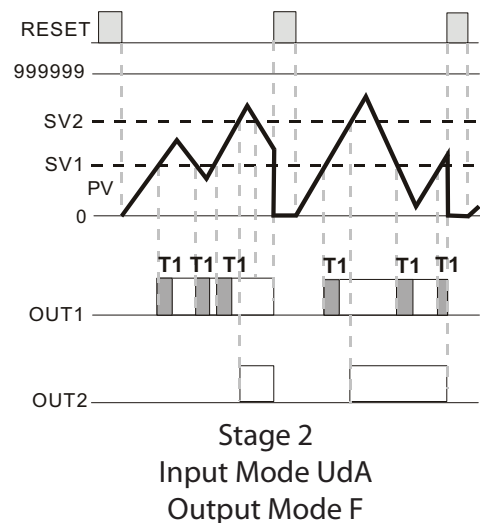 RESET
999999
SV2
SV1
PV
0
T1 T1 T1 T1 T1 T1
OUT1
OUT2
Stage 2
Input Mode UdA
Output Mode F